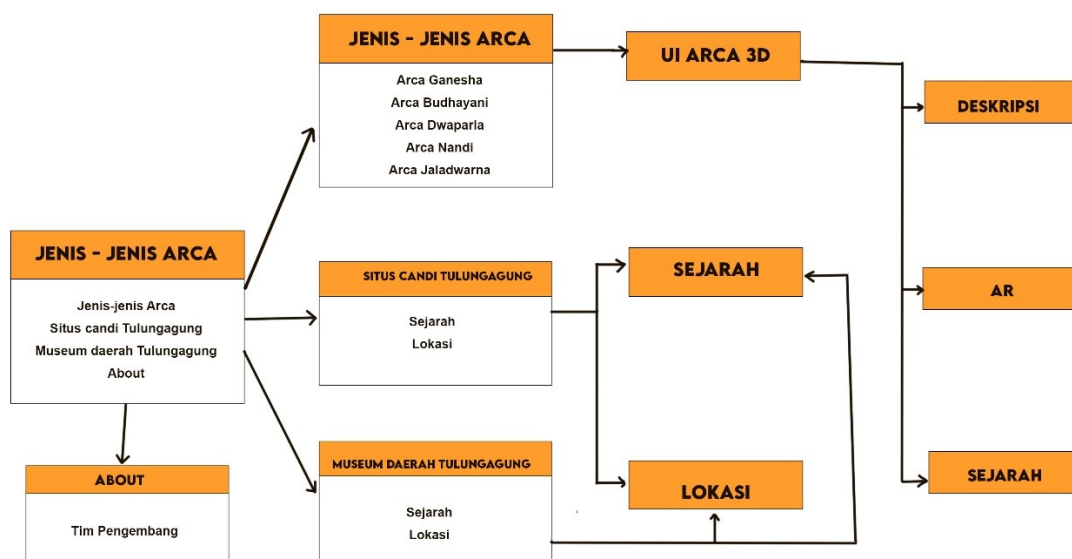 JENIS - JENIS ARCA
Jenis-jenis Arca
Situs candi Tulungagung
Museum daerah Tulungagung
About
ABOUT
Tim Pengembang
JENIS - JENIS ARCA
Arca Ganesha
Arca Budhayani
Arca Dwaparla
Arca Nandi
Arca Jaladwarna
SITUS CANDI TULUNGAGUNG
Sejarah
Lokasi
MUSEUM DAERAH TULUNGAGUNG
Sejarah
Lokasi
UI ARCA 3D
SEJARAH
LOKASI
DESKRIPSI
AR
SEJARAH